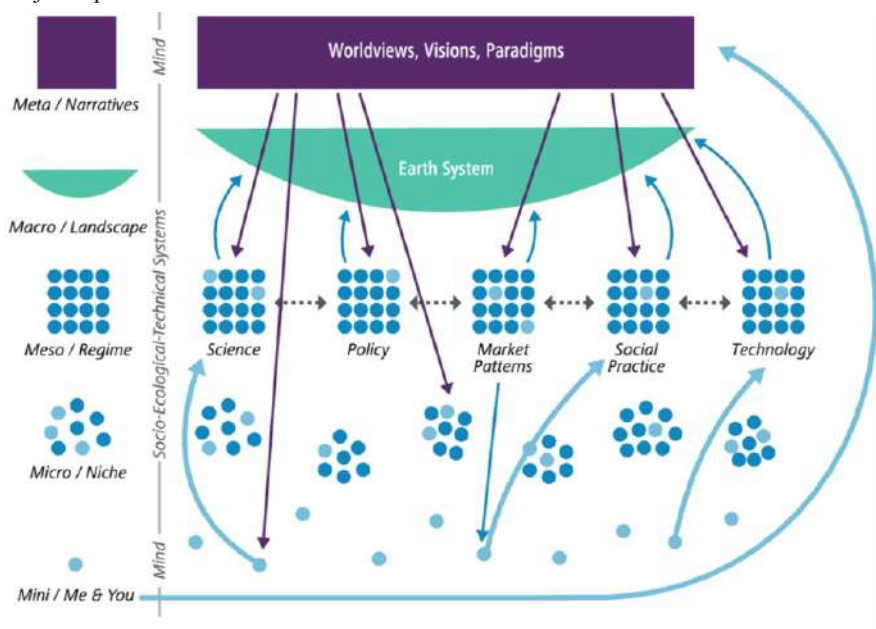 Mind
Worldviews, Visions, Paradigms
Meta / Narratives
Earth System
Macro / Landscape
Socio-Ecological-Technical Systems
Meso / Regime
Science
Policy
Market
Patterns
Social
Practice
Technology
Micro / Niche
Mind
Mini / Me & You